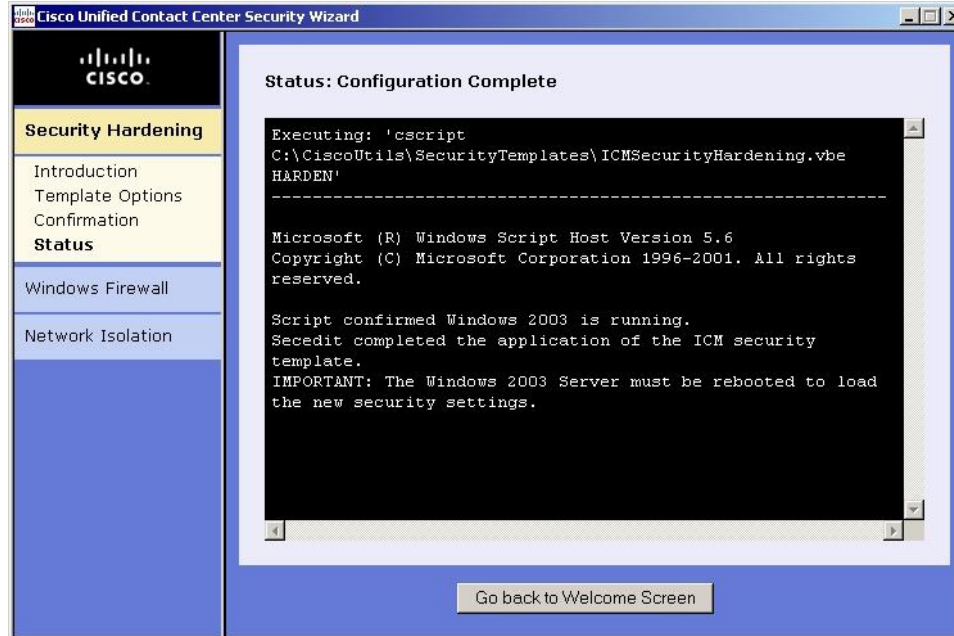 Cisco Unified Contact Center Security Wizard
CISCO
Security Hardening
Introduction
Template Options
Confirmation
Status
Windows Firewall
Network Isolation
Status: Configuration Complete
Executing: 'cscript
C:\CiscoUtils\SecurityTemplates\ICMSecurityHardening.vbe
HARDEN'
-----------------------------------------------------------
Microsoft (R) Windows Script Host Version 5.6
Copyright (C) Microsoft Corporation 1996-2001. All rights
reserved.
Script confirmed Windows 2003 is running.
Secedit completed the application of the ICM security
template.
IMPORTANT: The Windows 2003 Server must be rebooted to load
the new security settings.
Go back to Welcome Screen